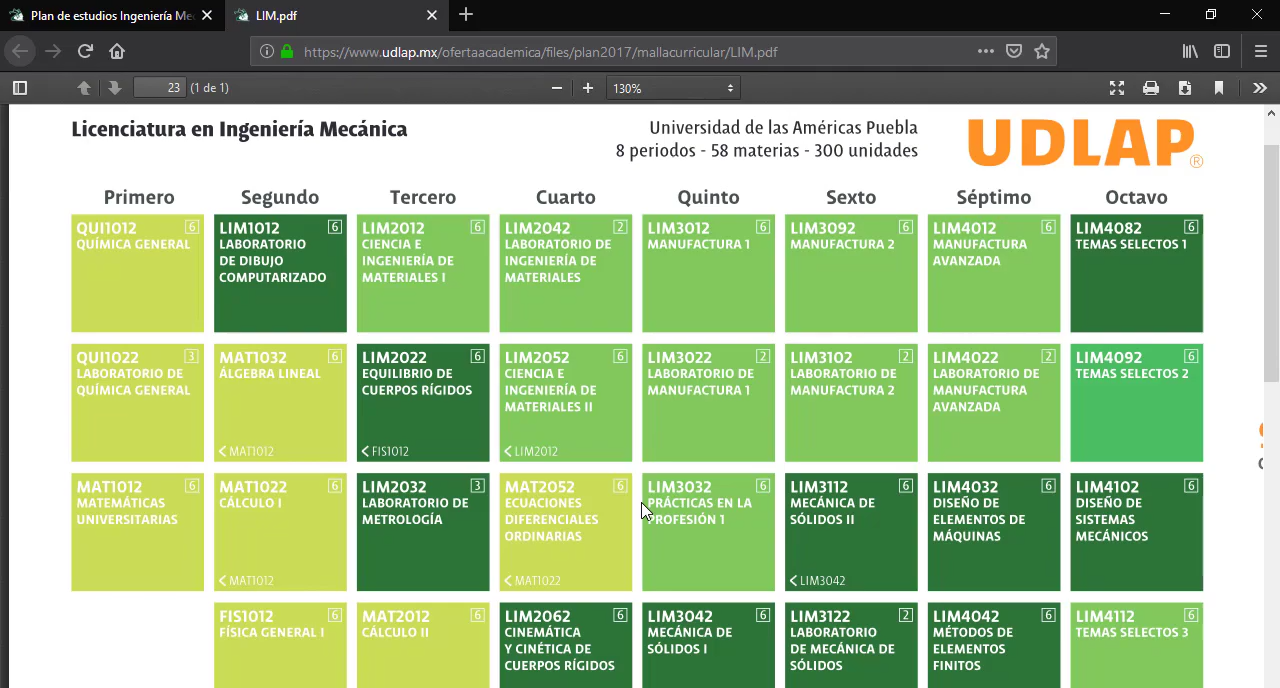 Plan de estudios Ingeniería Me
LIM.pdf
https://www.udlap.mx/ofertaacademica/files/plan2017/mallacurricular/LIM.pdf
23 (1 de 1)
130%
Licenciatura en Ingeniería Mecánica
Universidad de las Américas Puebla
8 periodos - 58 materias - 300 unidades
UDLAP®
Primero
Segundo
Tercero
Cuarto
Quinto
Sexto
Séptimo
Octavo
QUI1012 6
QUÍMICA GENERAL
LIM1012 6
LABORATORIO
DE DIBUJO
COMPUTARIZADO
LIM2012 6
CIENCIA E
INGENIERÍA DE
MATERIALES I
LIM2042 2
LABORATORIO DE
INGENIERÍA DE
MATERIALES
LIM3012 6
MANUFACTURA 1
LIM3092 6
MANUFACTURA 2
LIM4012 6
MANUFACTURA
AVANZADA
LIM4082 6
TEMAS SELECTOS 1
QUI1022 3
LABORATORIO DE
QUÍMICA GENERAL
MAT1032 6
ÁLGEBRA LINEAL
< MAT1012
LIM2022 6
EQUILIBRIO DE
CUERPOS RÍGIDOS
< FIS1012
LIM2052 6
CIENCIA E
INGENIERÍA DE
MATERIALES II
< LIM2012
LIM3022 2
LABORATORIO DE
MANUFACTURA 1
LIM3102 2
LABORATORIO DE
MANUFACTURA 2
LIM4022 2
LABORATORIO DE
MANUFACTURA
AVANZADA
LIM4092 6
TEMAS SELECTOS 2
MAT1012 6
MATEMÁTICAS
UNIVERSITARIAS
MAT1022 6
CÁLCULO I
< MAT1012
LIM2032 3
LABORATORIO DE
METROLOGÍA
MAT2052 6
ECUACIONES
DIFERENCIALES
ORDINARIAS
< MAT1022
LIM3032 6
PRÁCTICAS EN LA
PROFESIÓN 1
LIM3112 6
MECÁNICA DE
SÓLIDOS II
< LIM3042
LIM4032 6
DISEÑO DE
ELEMENTOS DE
MÁQUINAS
LIM4102 6
DISEÑO DE
SISTEMAS
MECÁNICOS
FIS1012 6
FÍSICA GENERAL I
MAT2012 6
CÁLCULO II
LIM2062 6
CINEMÁTICA
Y CINÉTICA DE
CUERPOS RÍGIDOS
LIM3042 6
MECÁNICA DE
SÓLIDOS I
LIM3122 2
LABORATORIO
DE MECÁNICA DE
SÓLIDOS
LIM4042 6
MÉTODOS DE
ELEMENTOS
FINITOS
LIM4112 6
TEMAS SELECTOS 3